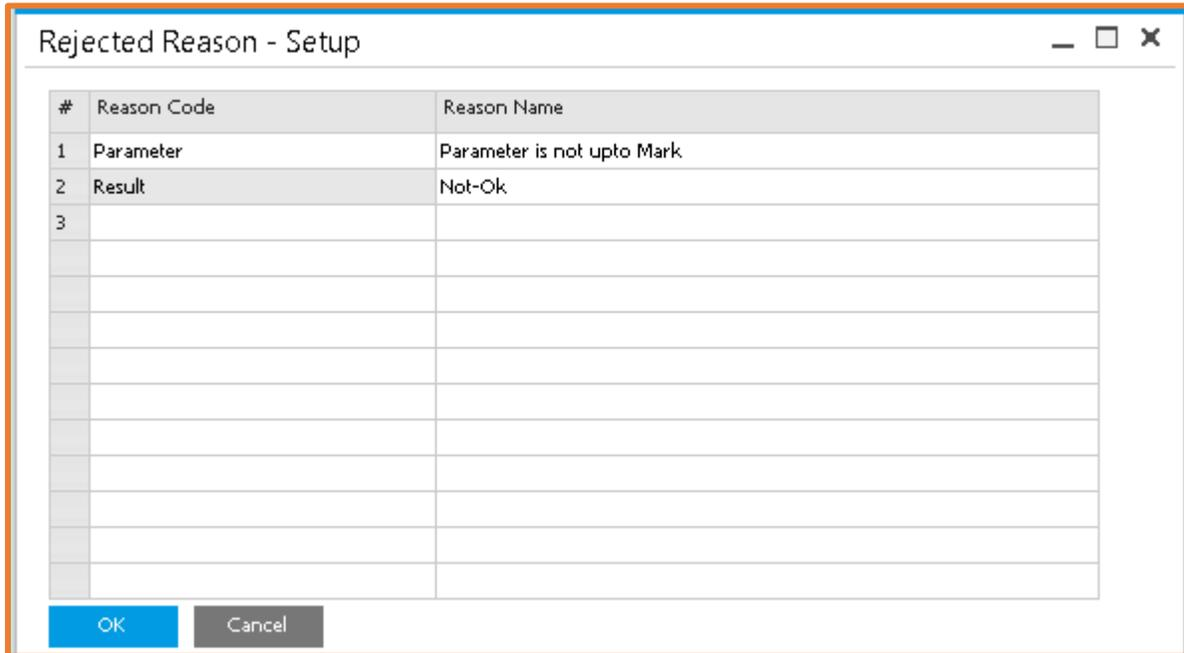 Rejected Reason - Setup
# Reason Code Reason Name
1 Parameter Parameter is not upto Mark
2 Result Not-Ok
3
OK Cancel